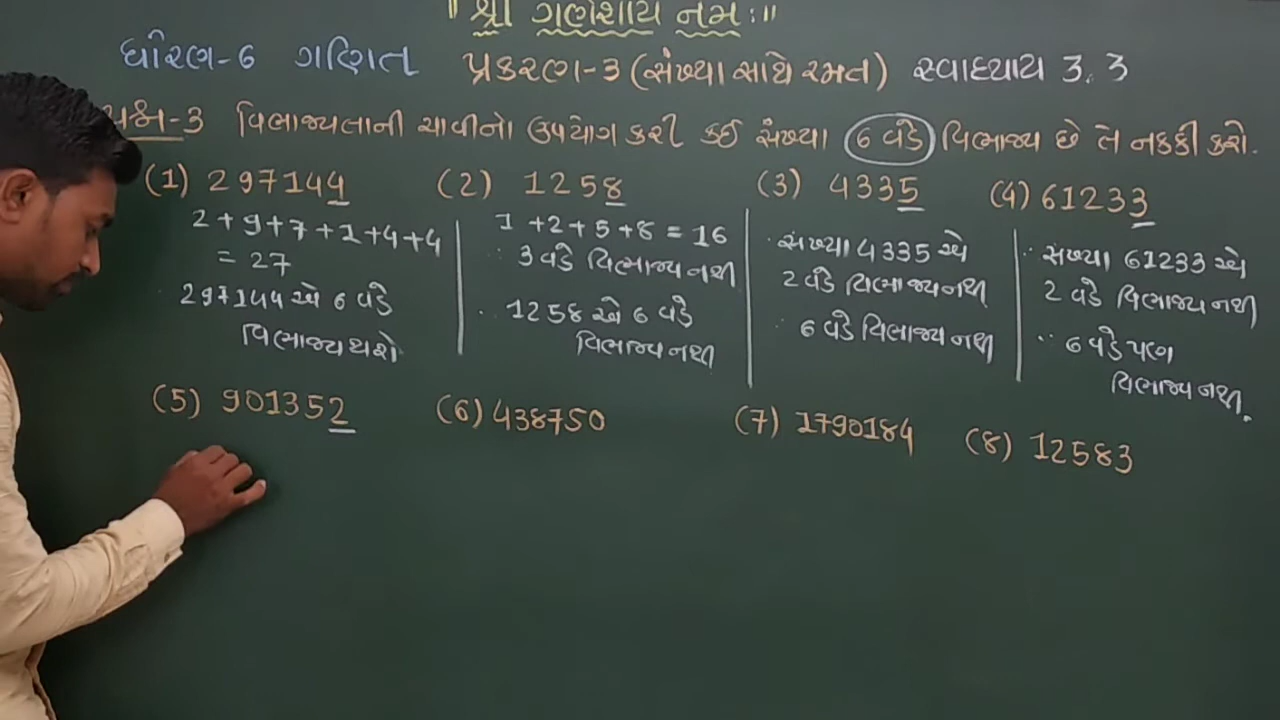 ॥ શ્રી ગણેશાય નમઃ ॥
ધોરણ-6 ગણિત પ્રકરણ-3 (સંખ્યા સાથે રમત) સ્વાધ્યાય 3.3
પ્રશ્ન-3 વિભાજ્યતાની ચાવીનો ઉપયોગ કરી કઈ સંખ્યા 6 વડે વિભાજ્ય છે તે નક્કી કરો.
(1) 297144 (2) 1258 (3) 4335 (4) 61233
2+9+7+1+4+4
= 27
297144 એ 6 વડે
વિભાજ્ય થશે
1+2+5+8 = 16
∵ 3 વડે વિભાજ્ય નથી
∴ 1258 એ 6 વડે
વિભાજ્ય નથી
∵ સંખ્યા 4335 એ
2 વડે વિભાજ્ય નથી
∴ 6 વડે વિભાજ્ય નથી
∵ સંખ્યા 61233 એ
2 વડે વિભાજ્ય નથી
∴ 6 વડે પણ
વિભાજ્ય નથી.
(5) 901352 (6) 438750 (7) 1790184 (8) 12583